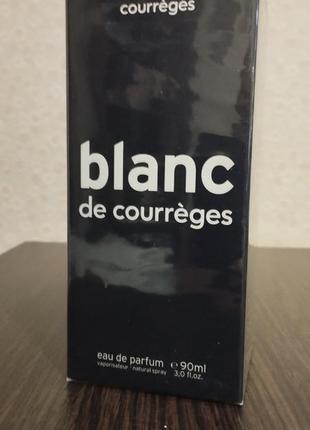 courrèges
blanc
de courrèges
eau de parfum ℮ 90ml
vaporisateur · natural spray 3,0 fl.oz.